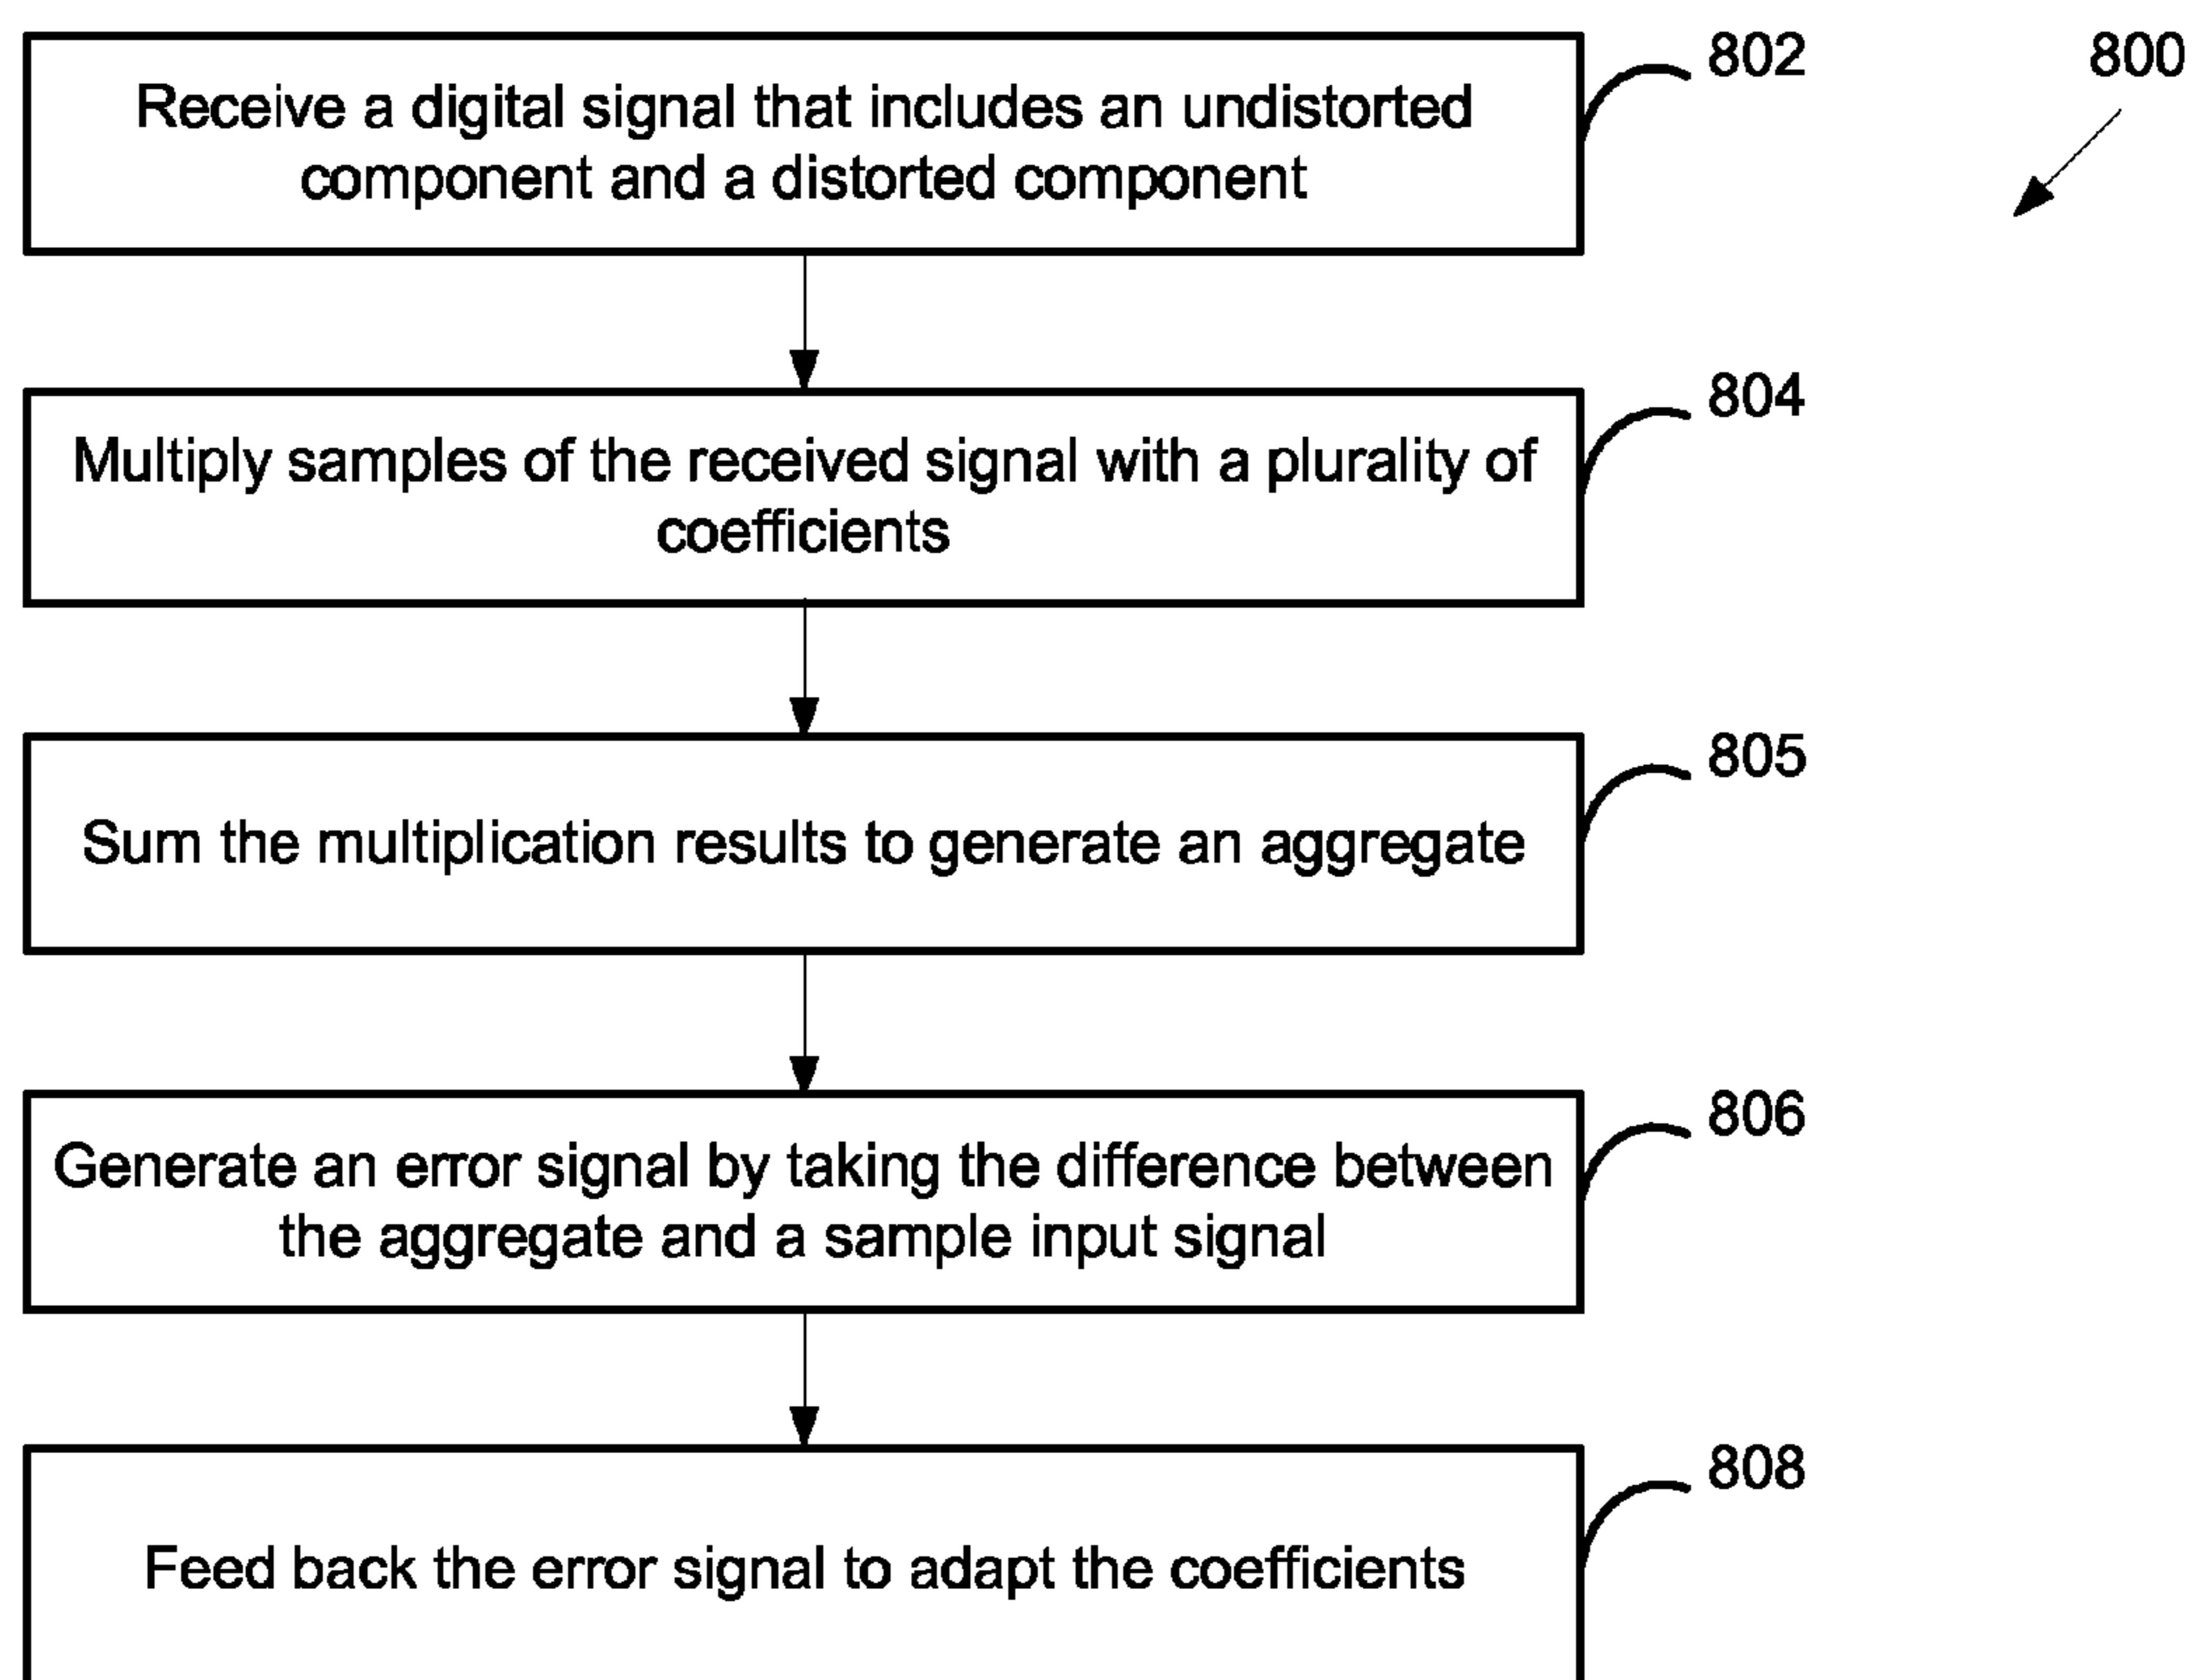 802
800
Receive a digital signal that includes an undistorted
component and a distorted component
804
Multiply samples of the received signal with a plurality of
coefficients
805
Sum the multiplication results to generate an aggregate
806
Generate an error signal by taking the difference between
the aggregate and a sample input signal
808
Feed back the error signal to adapt the coefficients